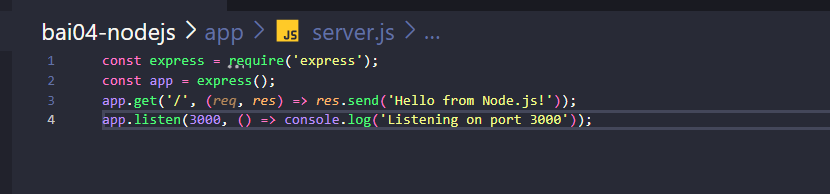 bai04-nodejs > app > JS server.js > ...
1 const express = require('express');
2 const app = express();
3 app.get('/', (req, res) => res.send('Hello from Node.js!'));
4 app.listen(3000, () => console.log('Listening on port 3000'));